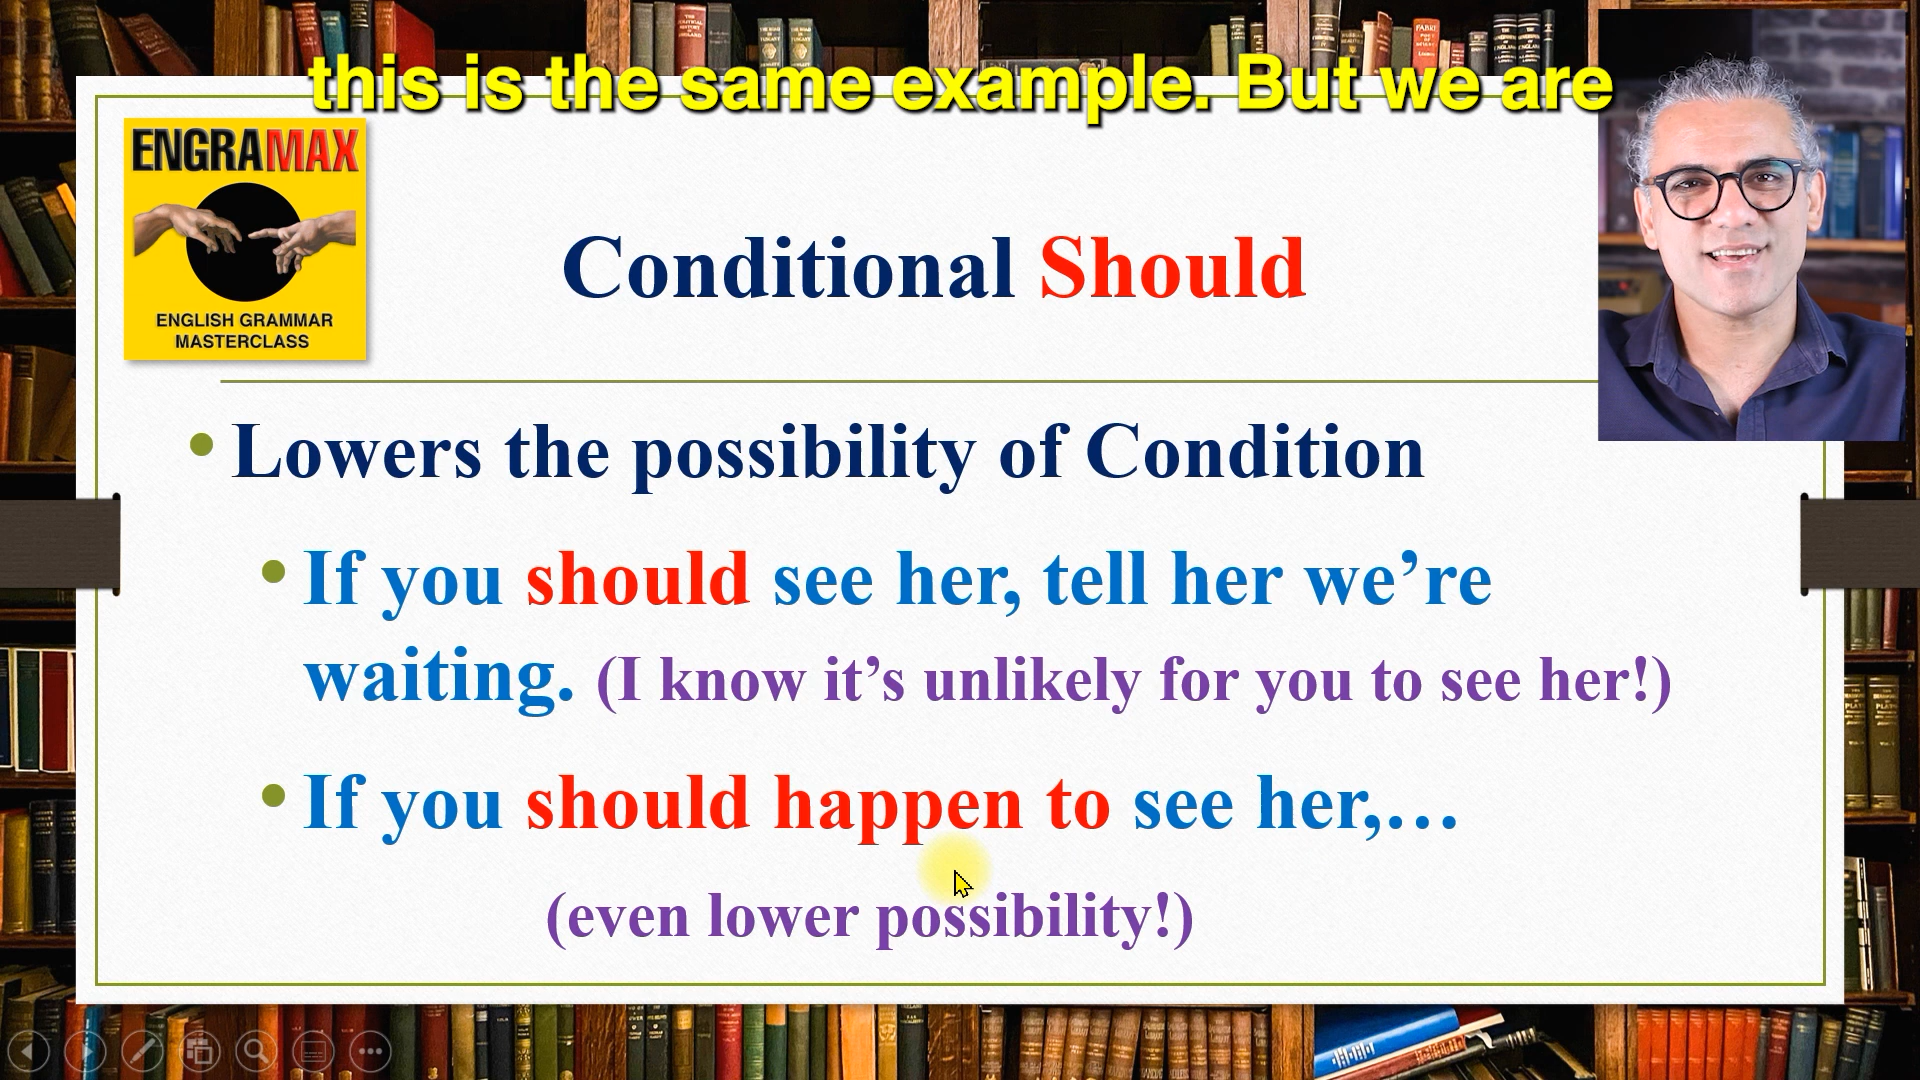 this is the same example. But we are
ENGRAMAX
ENGLISH GRAMMAR
MASTERCLASS
Conditional Should
• Lowers the possibility of Condition
• If you should see her, tell her we’re
waiting. (I know it’s unlikely for you to see her!)
• If you should happen to see her,…
(even lower possibility!)